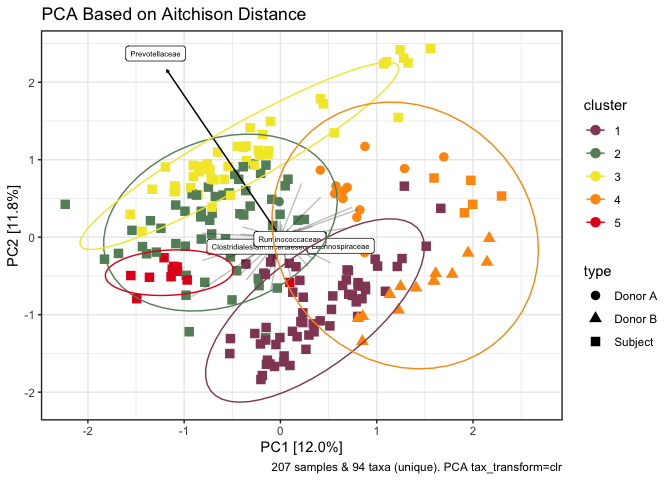 PCA Based on Aitchison Distance
Prevotellaceae
Ruminococcaceae
Lachnospiraceae
2
1
0
-1
-2
PC2 [11.8%]
-2
-1
0
1
2
PC1 [12.0%]
207 samples & 94 taxa (unique). PCA tax_transform=clr
cluster
1
2
3
4
5
type
Donor A
Donor B
Subject